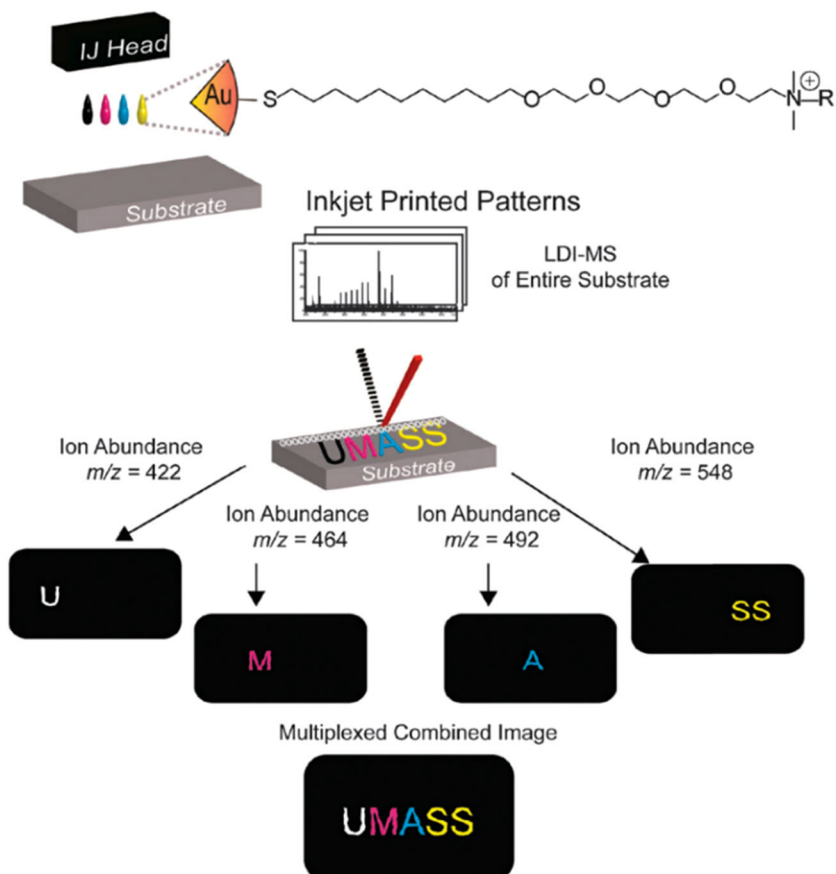 IJ Head
Au
S
O
O
O
O
N
+
R
Substrate
Inkjet Printed Patterns
LDI-MS
of Entire Substrate
UMASS
Substrate
Ion Abundance
m/z = 422
Ion Abundance
m/z = 548
Ion Abundance
m/z = 464
Ion Abundance
m/z = 492
U
SS
M
A
Multiplexed Combined Image
UMASS